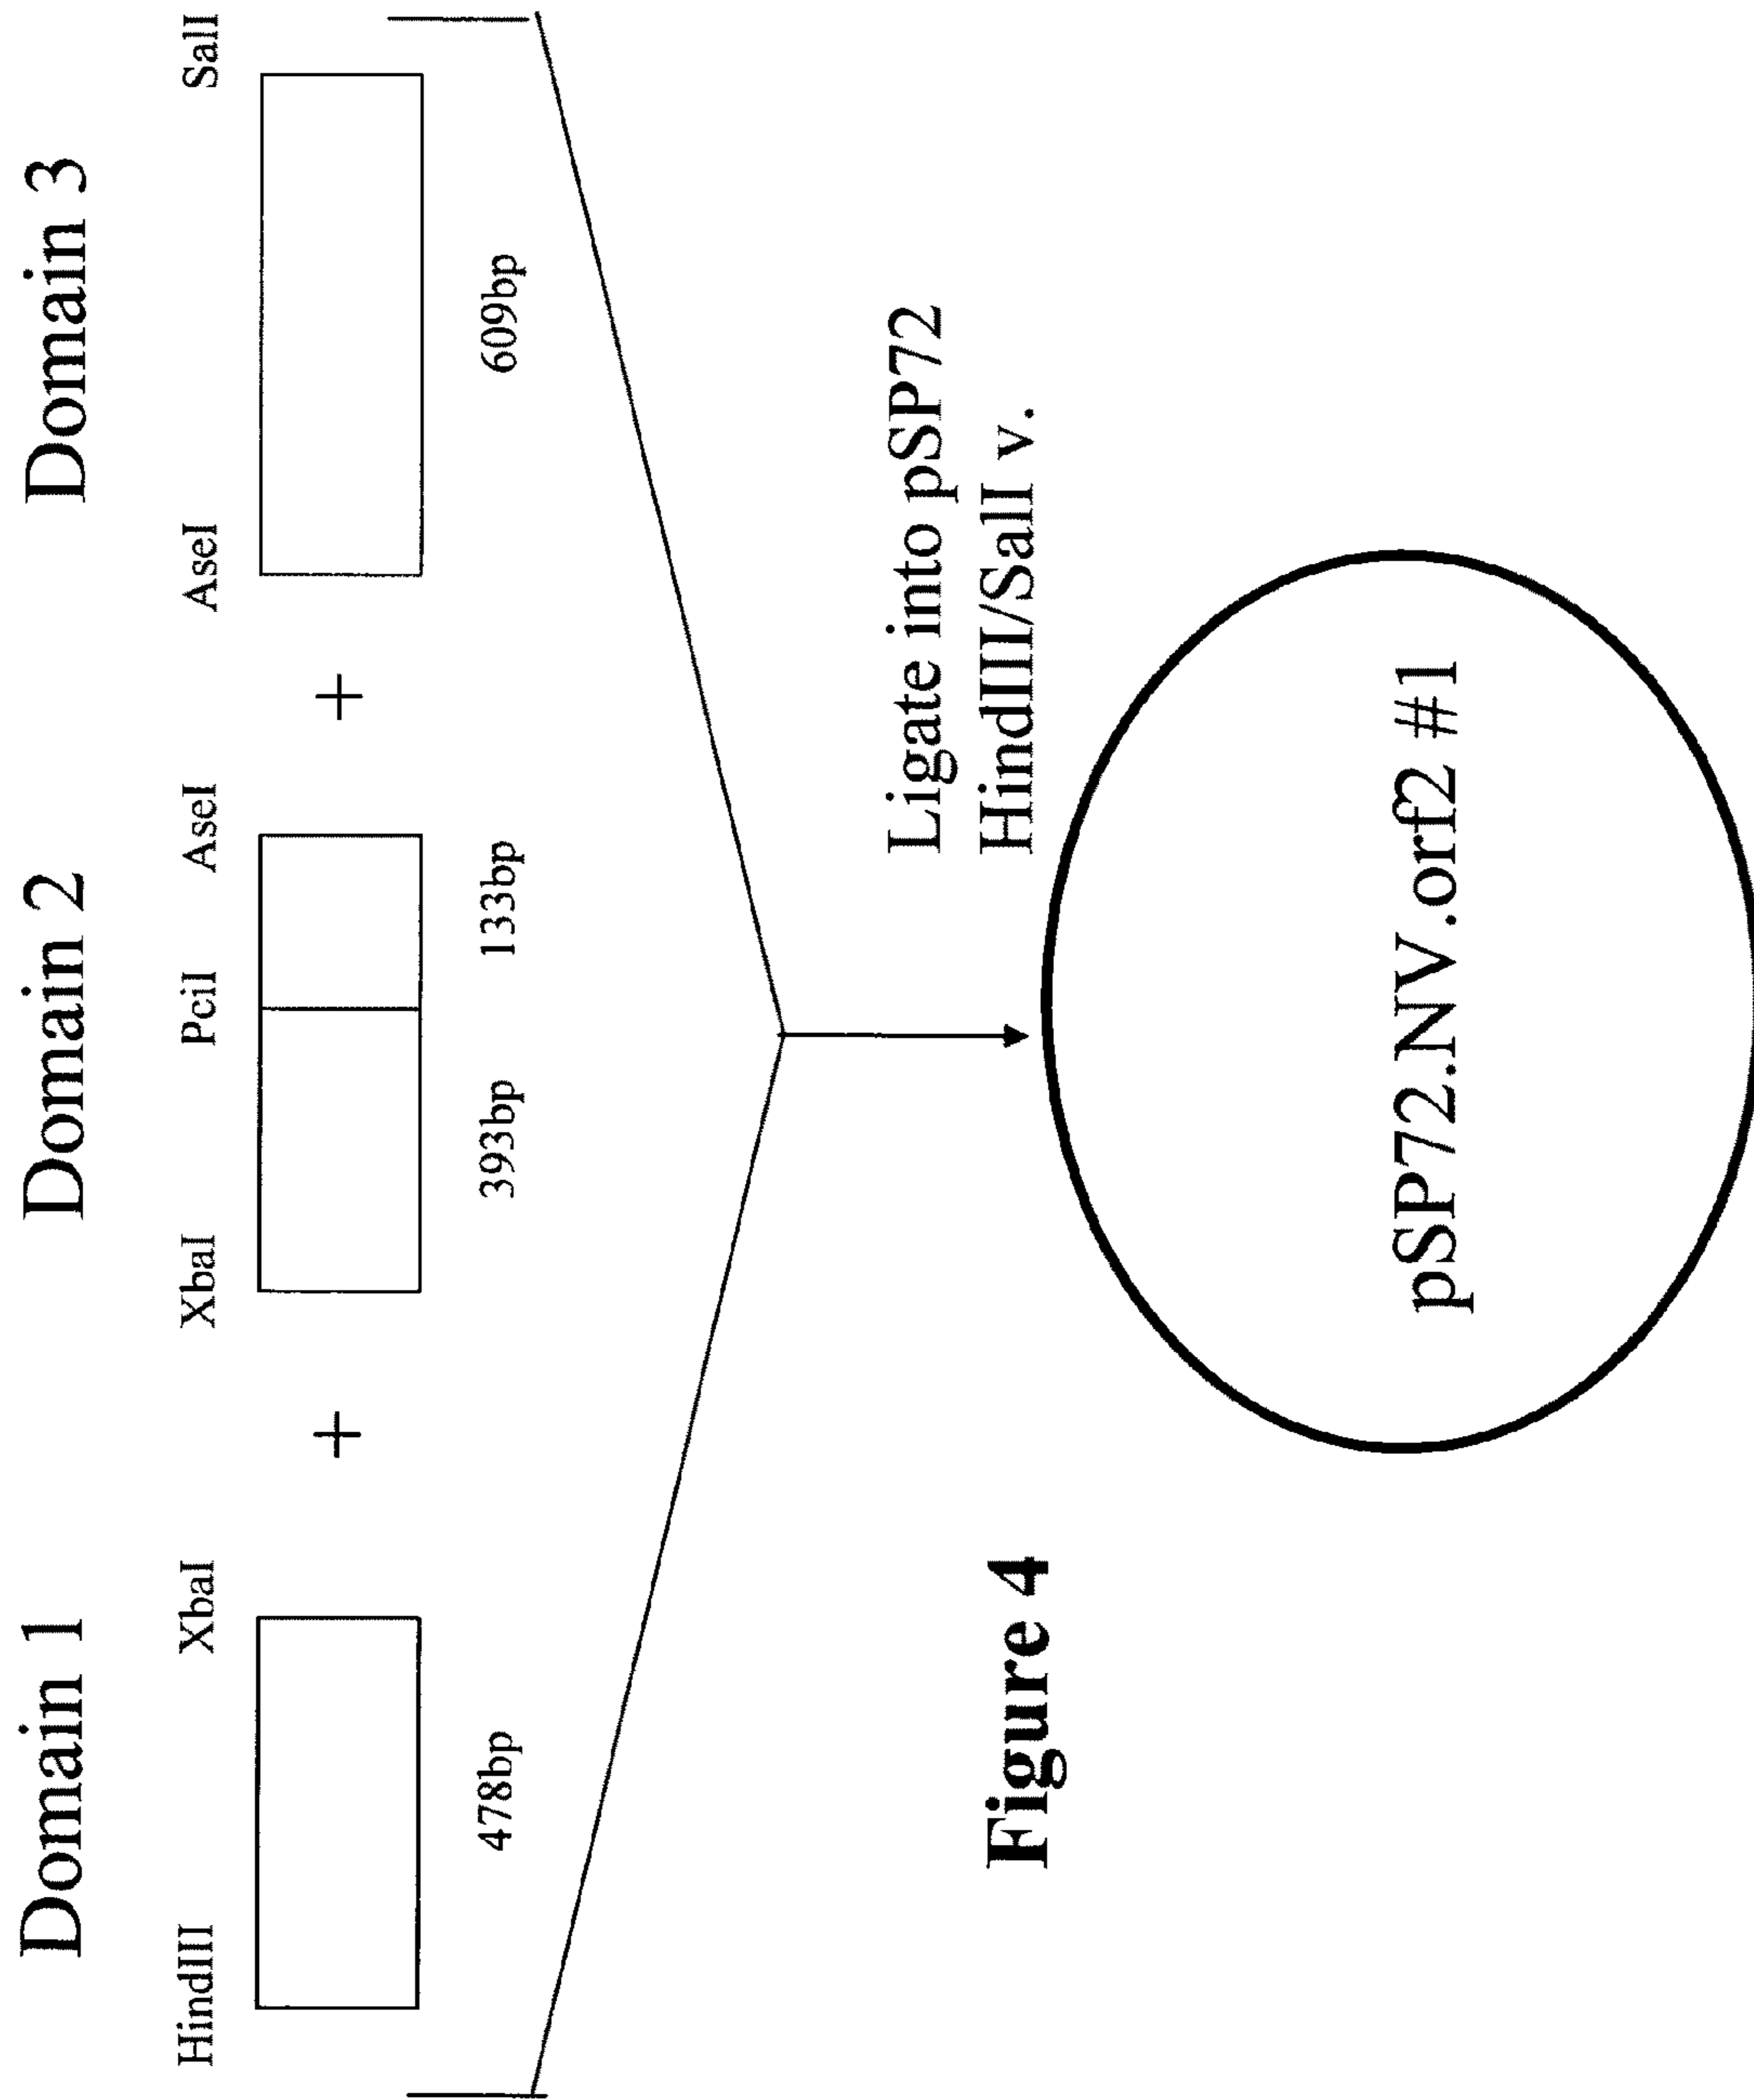 Domain 1
Domain 2
Domain 3
HindIII
XbaI
XbaI
PciI
AseI
AseI
SalI
+
+
478bp
393bp
133bp
609bp
Ligate into pSP72
HindIII/SalI v.
Figure 4
pSP72.NV.orf2 #1